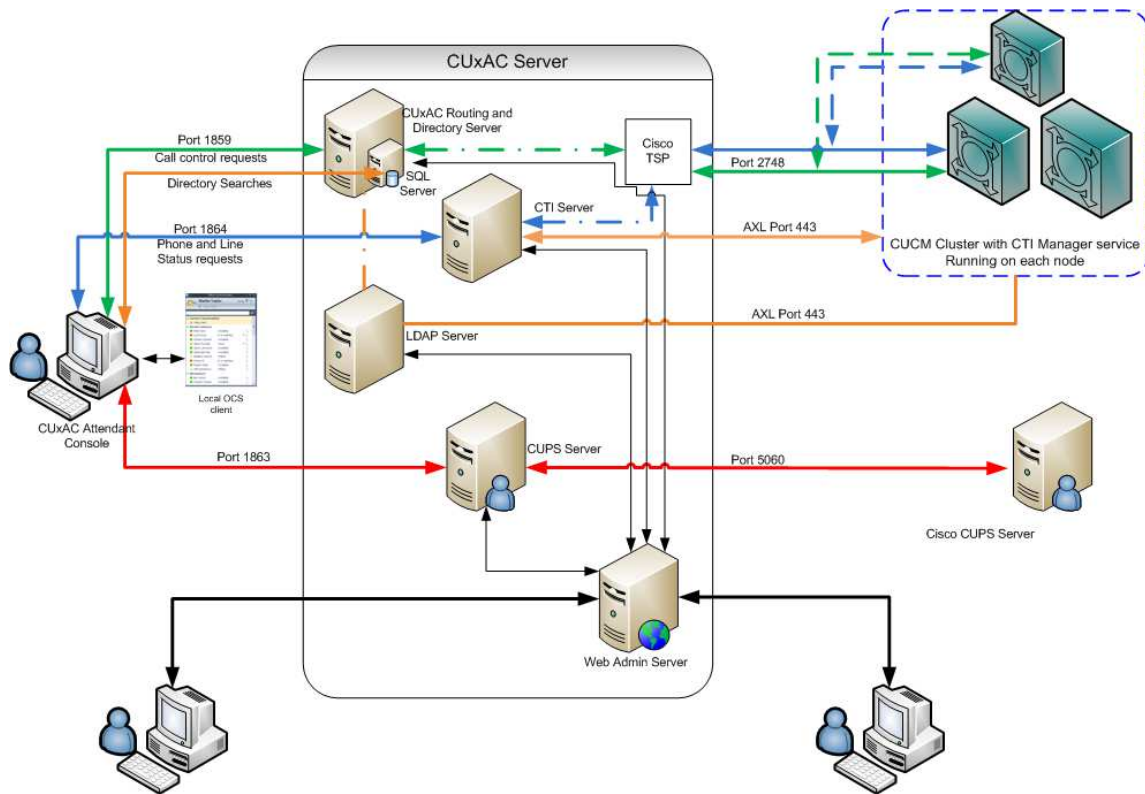 CUxAC Server
CUxAC Routing and
Directory Server
Port 1859
Call control requests
Cisco
TSP
Port 2748
Directory Searches
SQL
Server
CTI Server
Port 1864
Phone and Line
Status requests
AXL Port 443
CUCM Cluster with CTI Manager service
Running on each node
AXL Port 443
LDAP Server
Local OCS
client
CUxAC Attendant
Console
Port 1863
CUPS Server
Port 5060
Cisco CUPS Server
Web Admin Server